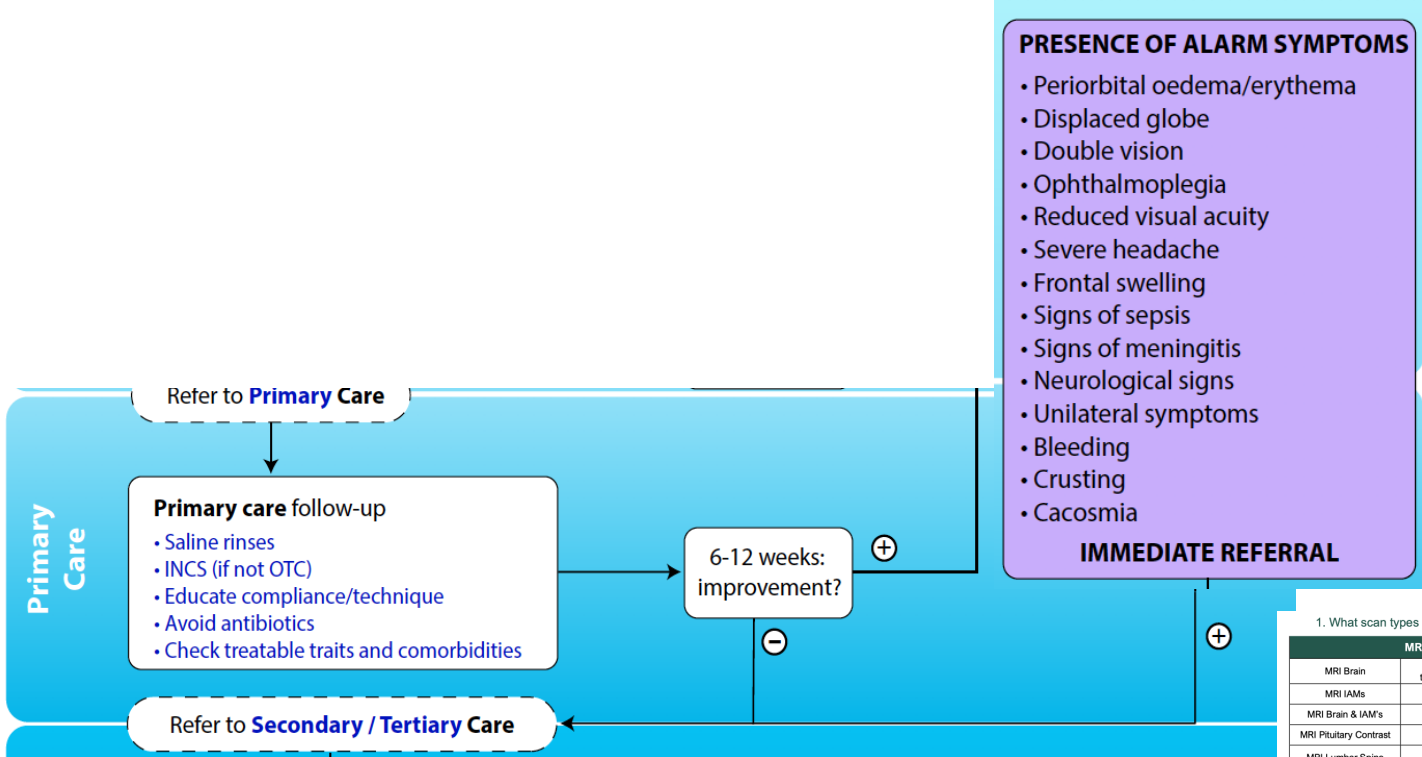 PRESENCE OF ALARM SYMPTOMS
• Periorbital oedema/erythema
• Displaced globe
• Double vision
• Ophthalmoplegia
• Reduced visual acuity
• Severe headache
• Frontal swelling
• Signs of sepsis
• Signs of meningitis
• Neurological signs
• Unilateral symptoms
• Bleeding
• Crusting
• Cacosmia
IMMEDIATE REFERRAL
Refer to Primary Care
Primary
Care
Primary care follow-up
• Saline rinses
• INCS (if not OTC)
• Educate compliance/technique
• Avoid antibiotics
• Check treatable traits and comorbidities
6-12 weeks:
improvement?
+
−
+
Refer to Secondary / Tertiary Care
1. What scan types
MR
MRI Brain
MRI IAMs
MRI Brain & IAM's
MRI Pituitary Contrast
MRI Lumbar Spine